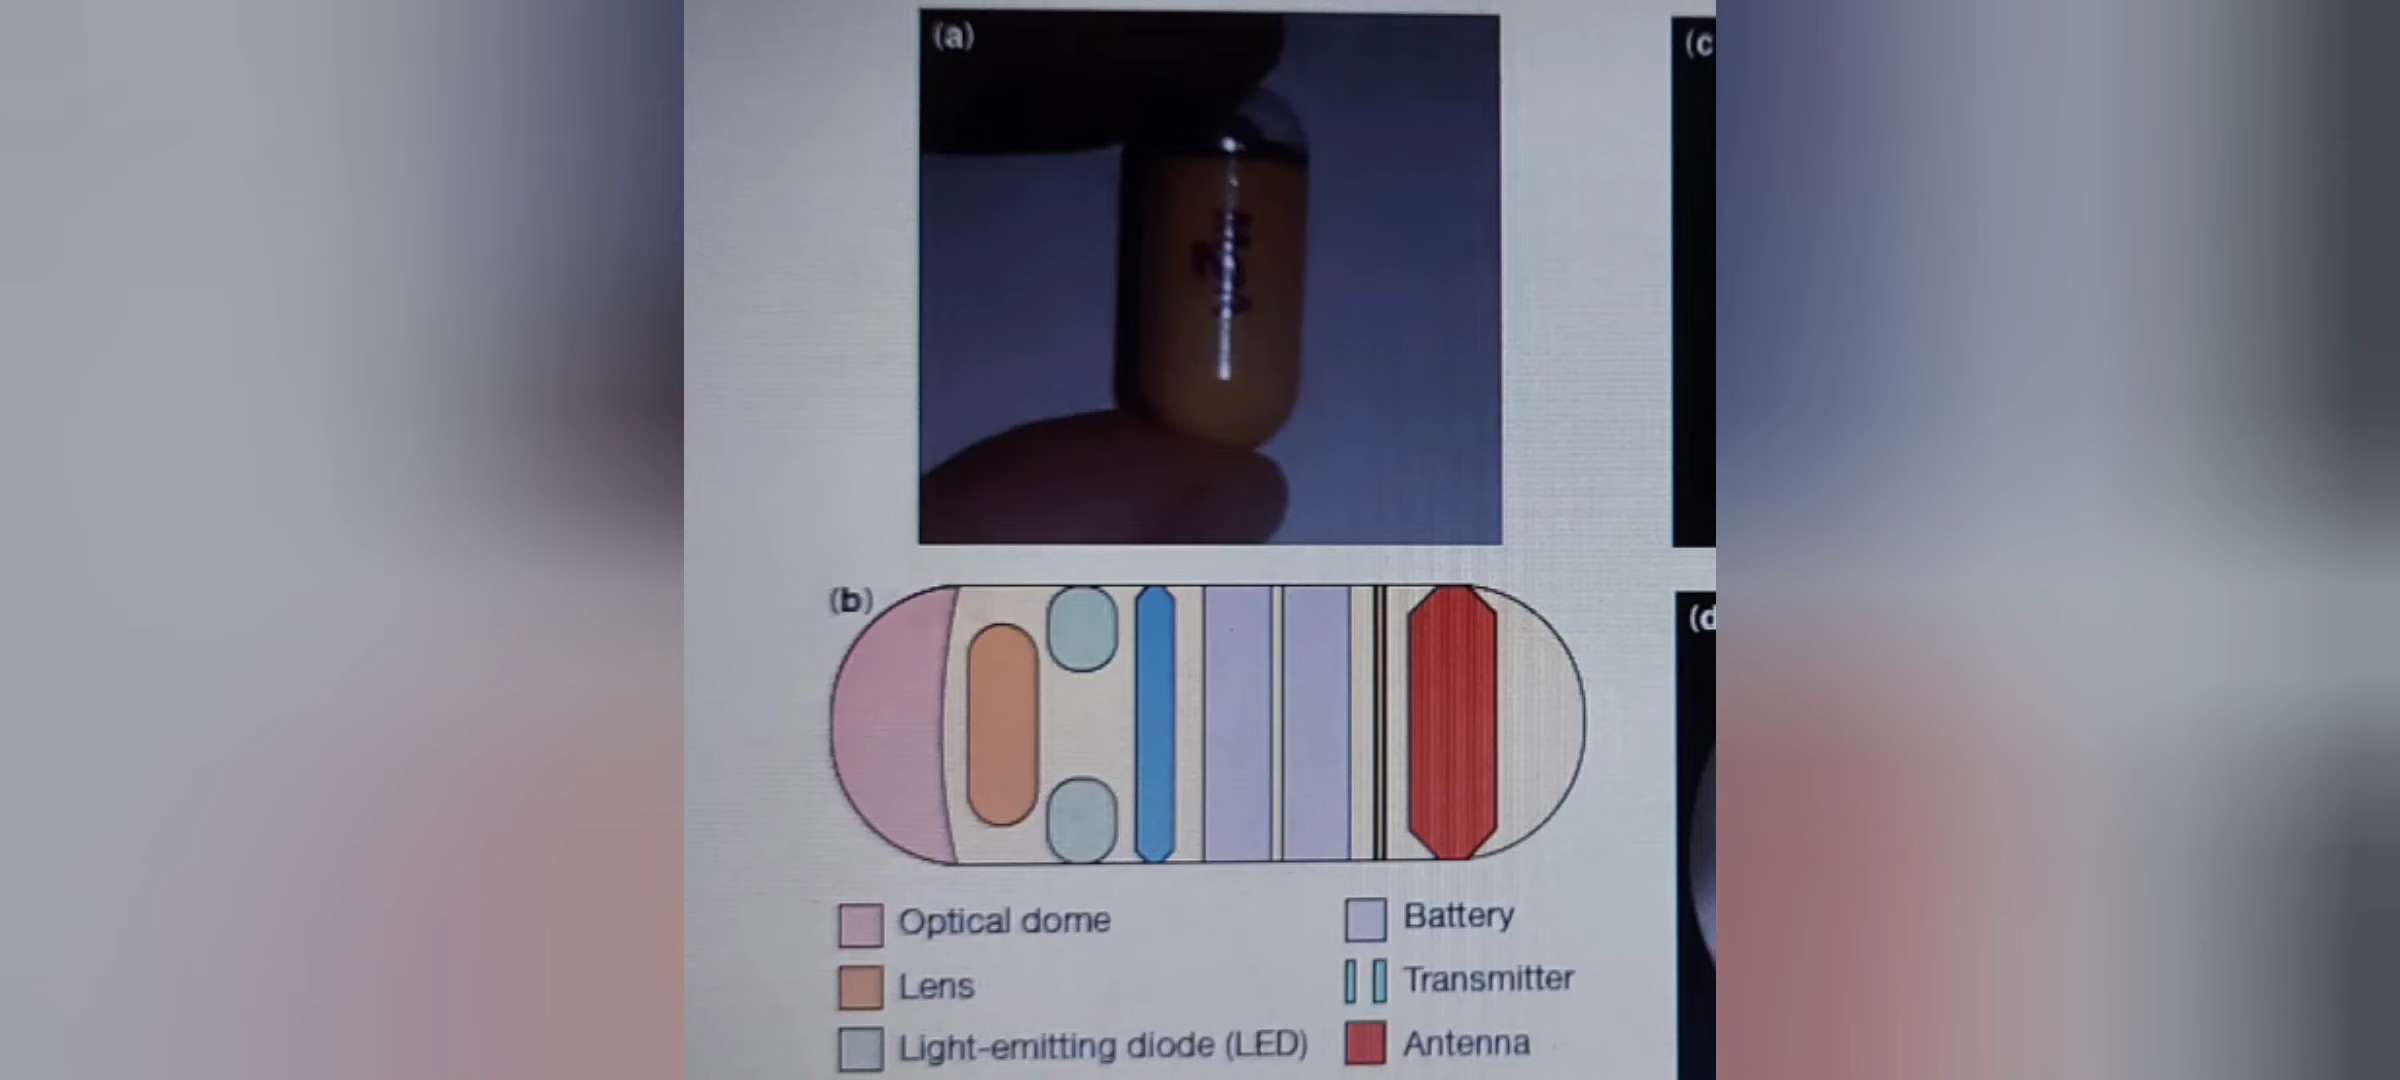 (a)
(c
(b)
(d
Optical dome
Lens
Light-emitting diode (LED)
Battery
Transmitter
Antenna